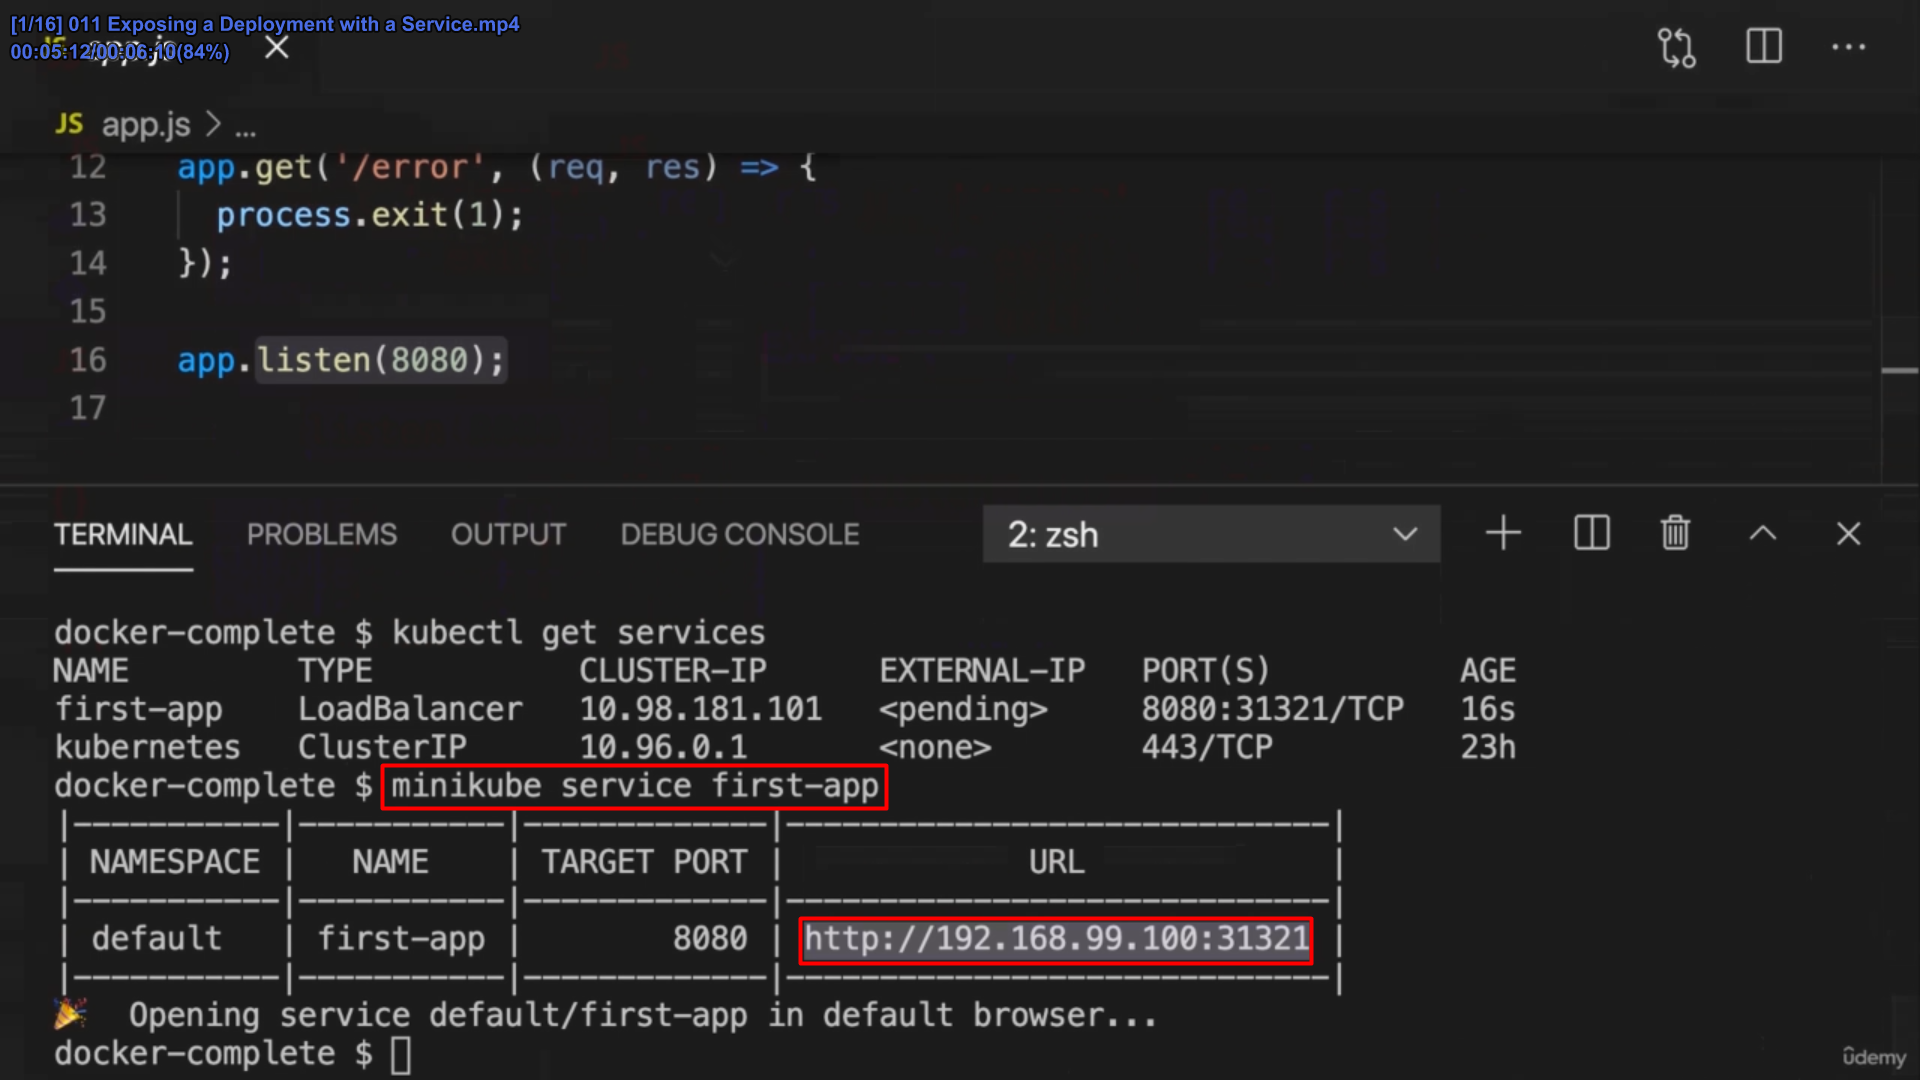 [1/16] 011 Exposing a Deployment with a Service.mp4
00:05:12/00:06:10(84%)
JS app.js > ...
12 app.get('/error', (req, res) => {
13 process.exit(1);
14 });
15
16 app.listen(8080);
17
TERMINAL PROBLEMS OUTPUT DEBUG CONSOLE 2: zsh
docker-complete $ kubectl get services
NAME TYPE CLUSTER-IP EXTERNAL-IP PORT(S) AGE
first-app LoadBalancer 10.98.181.101 <pending> 8080:31321/TCP 16s
kubernetes ClusterIP 10.96.0.1 <none> 443/TCP 23h
docker-complete $ minikube service first-app
|-----------|-----------|-------------|-----------------------------|
| NAMESPACE | NAME | TARGET PORT | URL |
|-----------|-----------|-------------|-----------------------------|
| default | first-app | 8080 | http://192.168.99.100:31321 |
|-----------|-----------|-------------|-----------------------------|
🎉 Opening service default/first-app in default browser...
docker-complete $
ûdemy